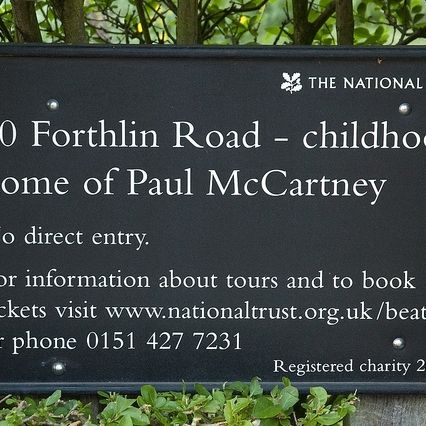 THE NATIONAL
0 Forthlin Road - childho
ome of Paul McCartney
o direct entry.
or information about tours and to book
ckets visit www.nationaltrust.org.uk/beat
r phone 0151 427 7231
Registered charity 2